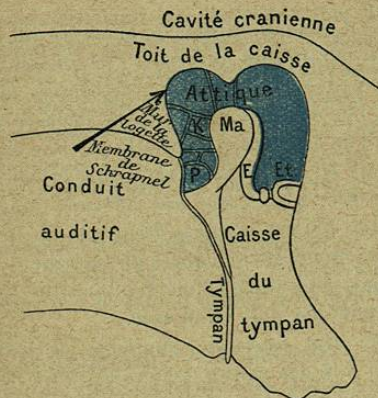 Cavité cranienne
Toit de la caisse
Attique
Mur
de la
logette
K
Ma
Membrane
de
Schrapnel
P
E
Et
Conduit
auditif
Caisse
du
tympan
Tympan